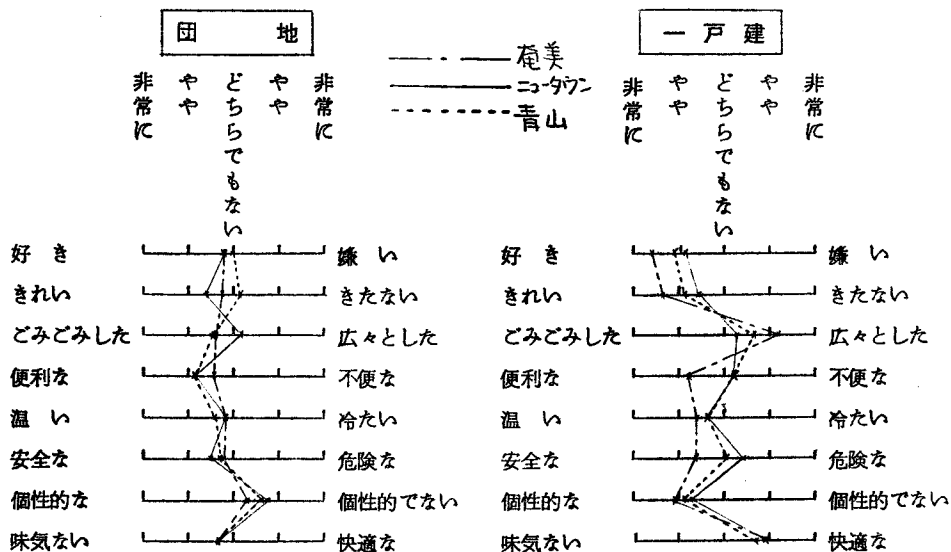 団地
一戸建
奄美
ニュータウン
青山
非常に
やや
どちらでもない
やや
非常に
非常に
やや
どちらでもない
やや
非常に
好き 嫌い
きれい きたない
ごみごみした 広々とした
便利な 不便な
温い 冷たい
安全な 危険な
個性的な 個性的でない
味気ない 快適な
好き 嫌い
きれい きたない
ごみごみした 広々とした
便利な 不便な
温い 冷たい
安全な 危険な
個性的な 個性的でない
味気ない 快適な